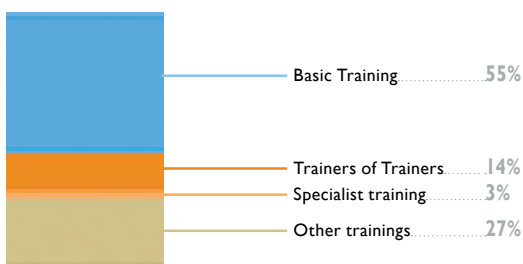 Basic Training 55%
Trainers of Trainers 14%
Specialist training 3%
Other trainings 27%